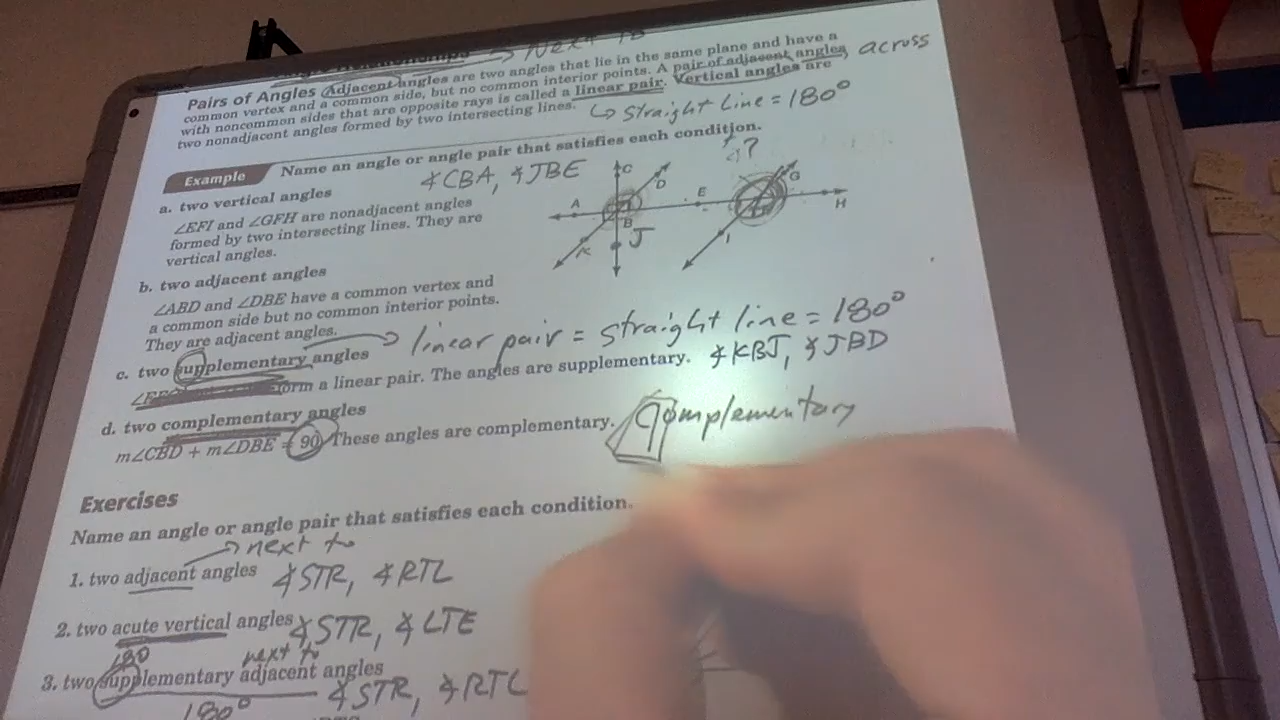 → Next to
Pairs of Angles Adjacent angles are two angles that lie in the same plane and have a
common vertex and a common side, but no common interior points. A pair of adjacent angles across
with noncommon sides that are opposite rays is called a linear pair. Vertical angles are
two nonadjacent angles formed by two intersecting lines. ↳ straight line = 180°
Example Name an angle or angle pair that satisfies each condition.
a. two vertical angles ∡CBA, ∡JBE
∠EFI and ∠GFH are nonadjacent angles
formed by two intersecting lines. They are
vertical angles.
∡?
C
D
G
A
E
H
B
J
K
I
b. two adjacent angles
∠ABD and ∠DBE have a common vertex and
a common side but no common interior points.
They are adjacent angles.
c. two supplementary angles → linear pair = straight line = 180°
form a linear pair. The angles are supplementary. ∡KBJ, ∡JBD
d. two complementary angles
m∠CBD + m∠DBE = 90 These angles are complementary. Complementary
Exercises
Name an angle or angle pair that satisfies each condition.
→ next to
1. two adjacent angles ∡STR, ∡RTL
2. two acute vertical angles ∡STR, ∡LTE
180 next to
3. two supplementary adjacent angles ∡STR, ∡RTL
180°